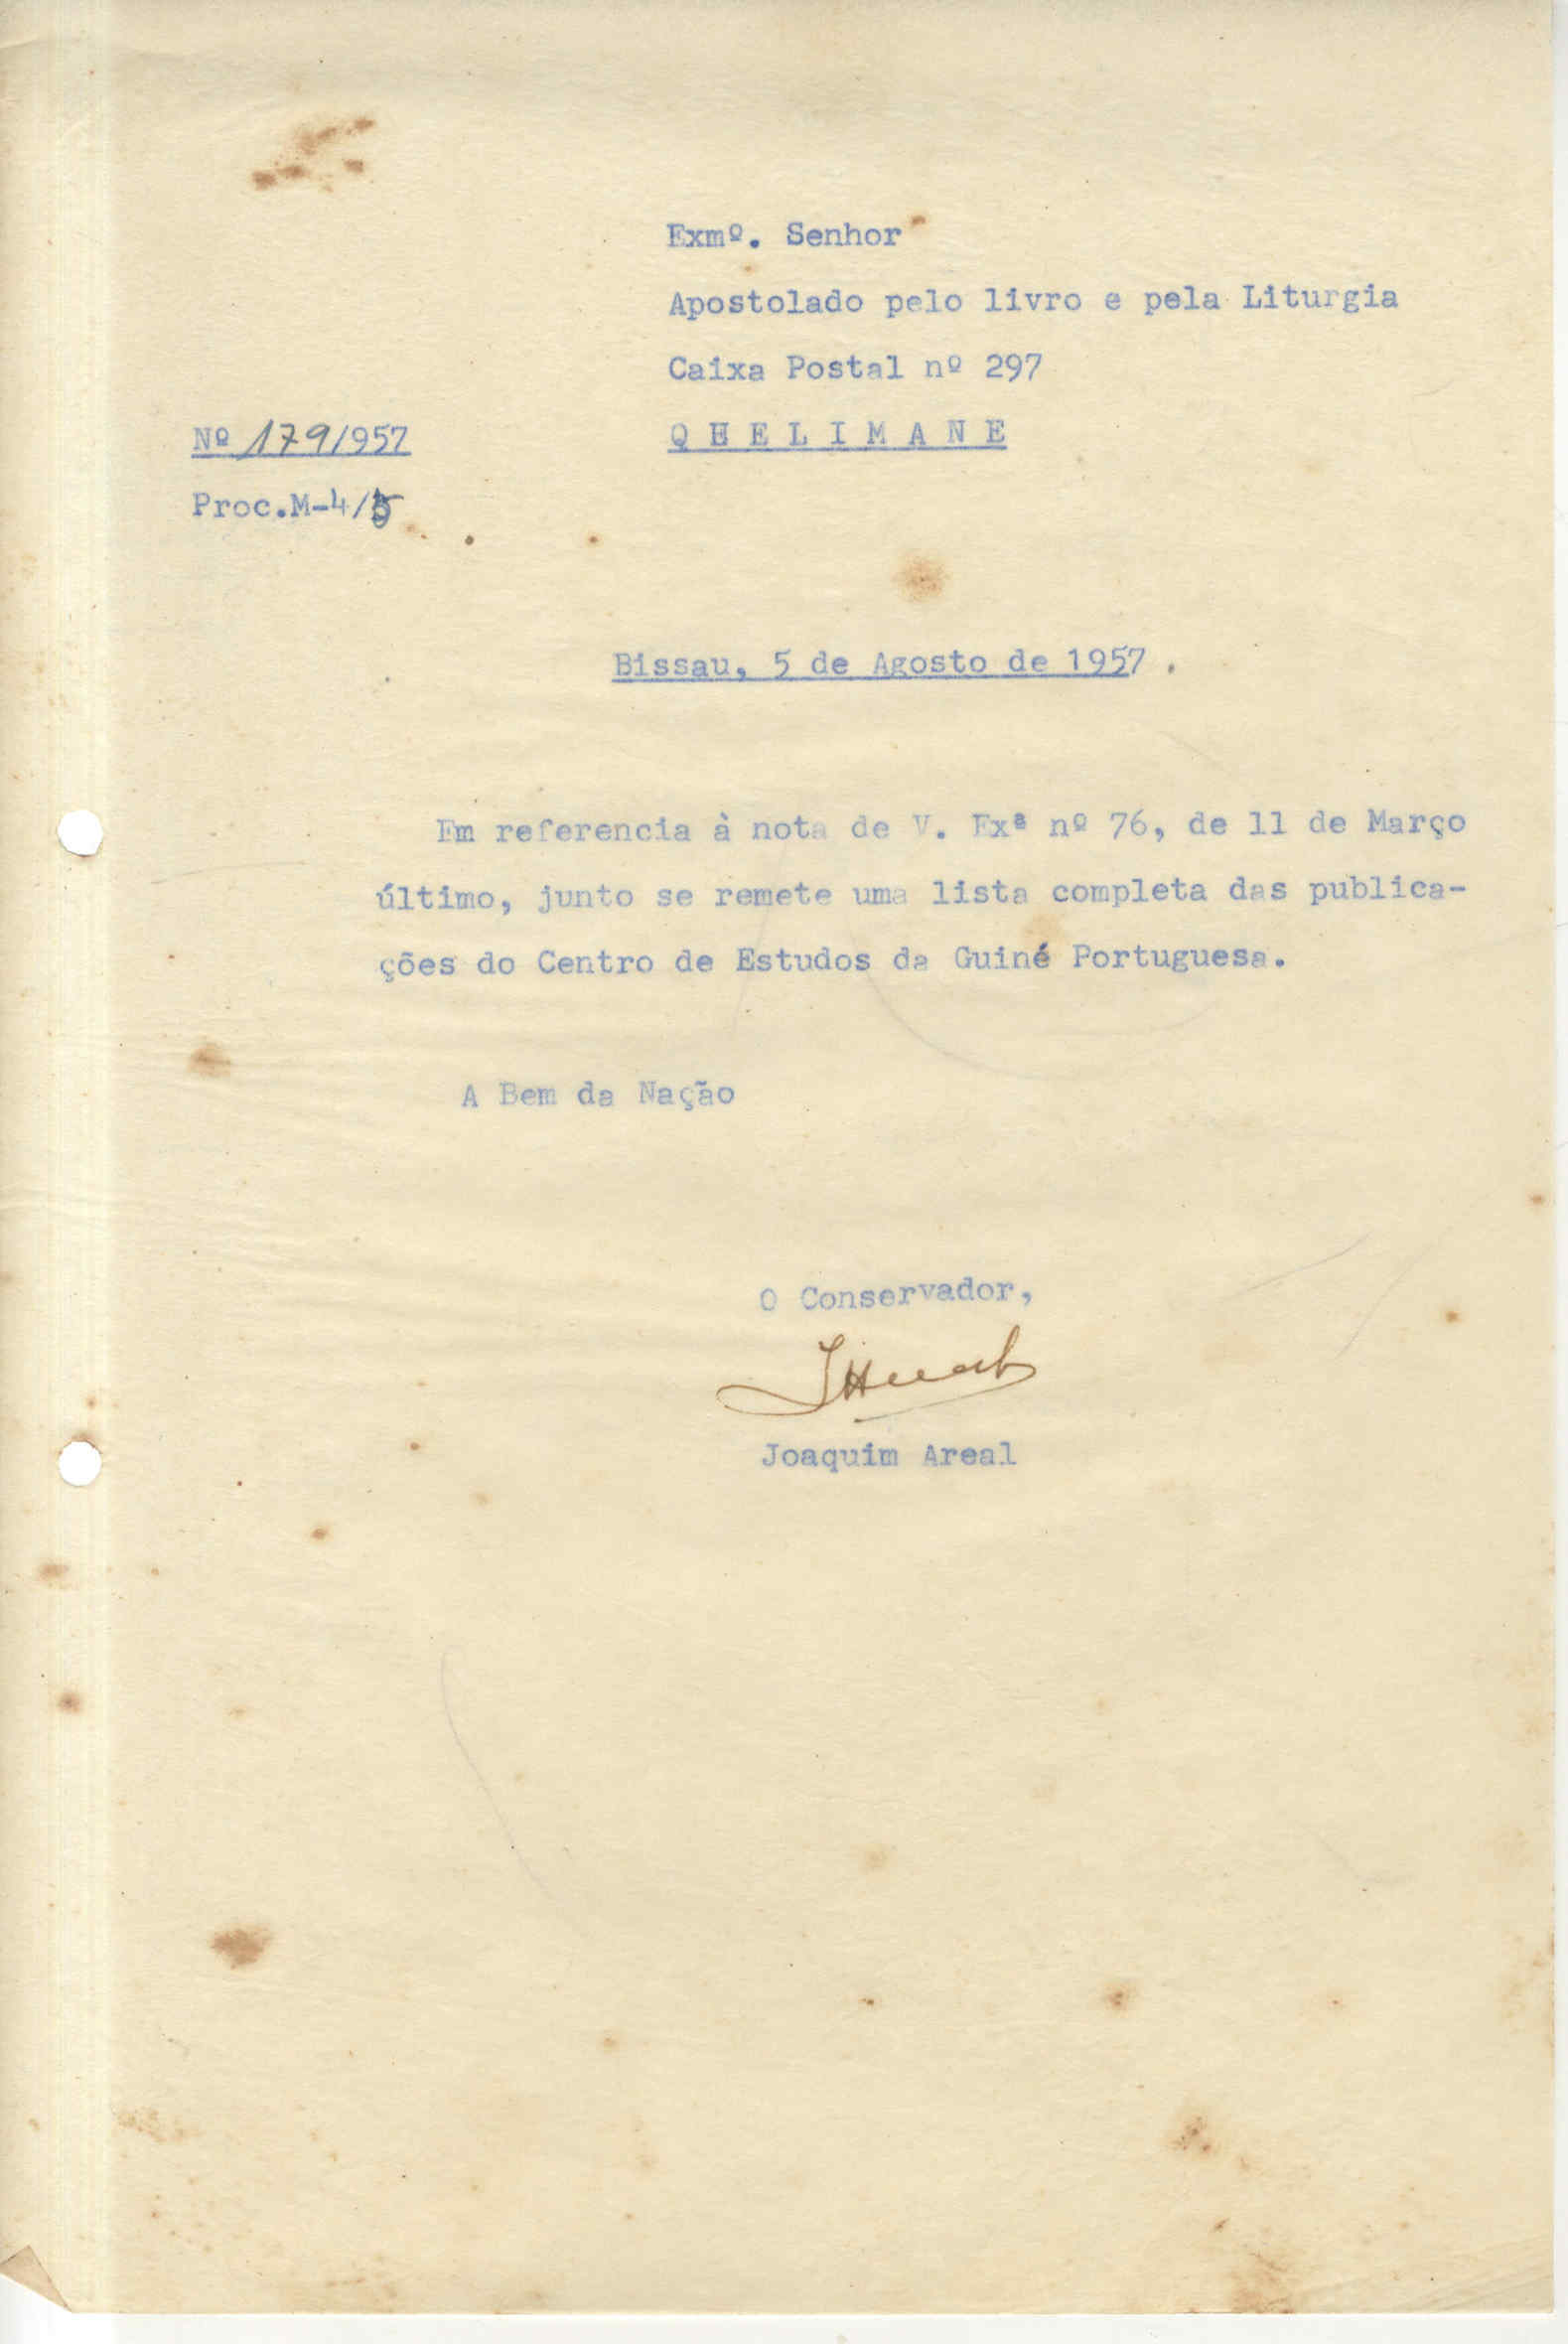 Exmº. Senhor
Apostolado pelo livro e pela Liturgia
Caixa Postal nº 297
Q H E L I M A N E
Nº 179/957
Proc.M-4/5
Bissau, 5 de Agosto de 1957 .
Em referencia à nota de V. Exª nº 76, de 11 de Março
último, junto se remete uma lista completa das publica-
ções do Centro de Estudos da Guiné Portuguesa.
A Bem da Nação
O Conservador,
Joaquim Areal